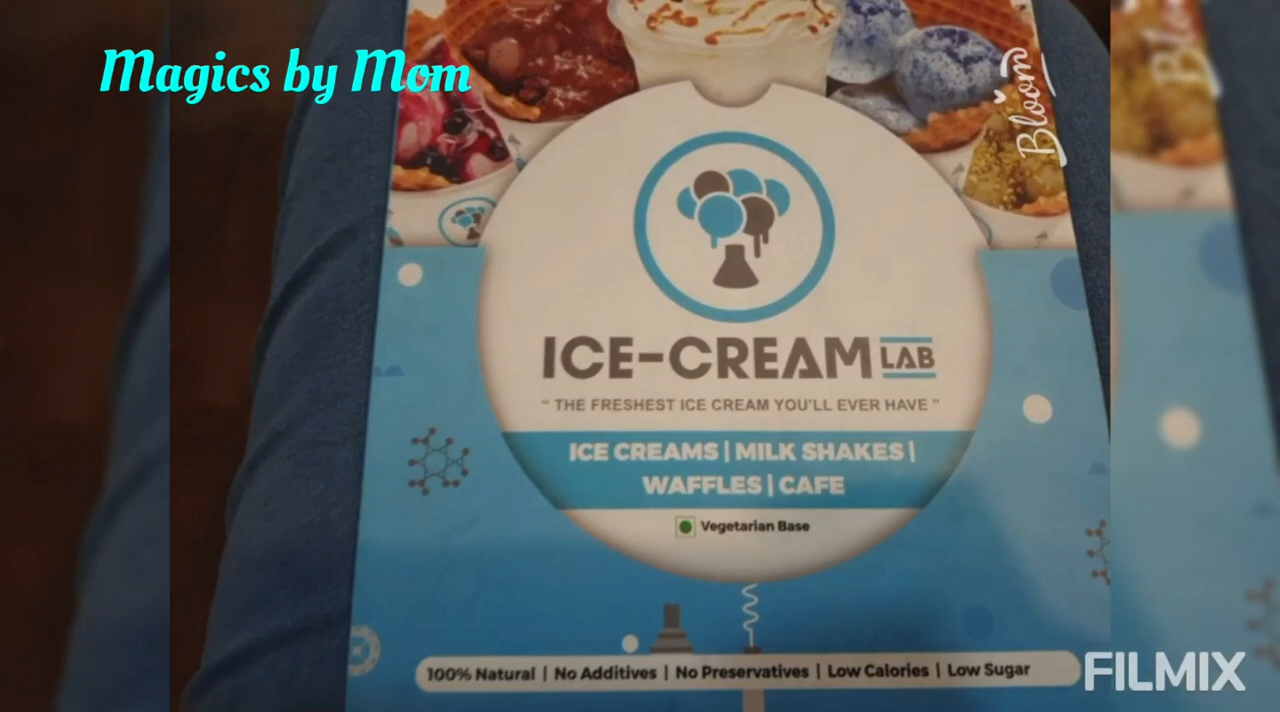 Magics by Mom
Bloom
ICE-CREAM LAB
“ THE FRESHEST ICE CREAM YOU'LL EVER HAVE ”
ICE CREAMS | MILK SHAKES |
WAFFLES | CAFE
Vegetarian Base
100% Natural | No Additives | No Preservatives | Low Calories | Low Sugar
FILMIX